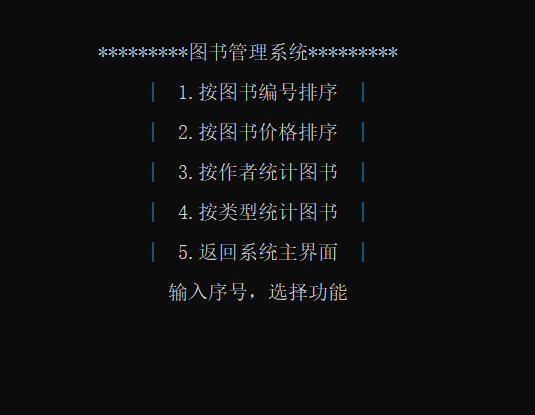 *********图书管理系统*********
| 1.按图书编号排序 |
| 2.按图书价格排序 |
| 3.按作者统计图书 |
| 4.按类型统计图书 |
| 5.返回系统主界面 |
输入序号，选择功能